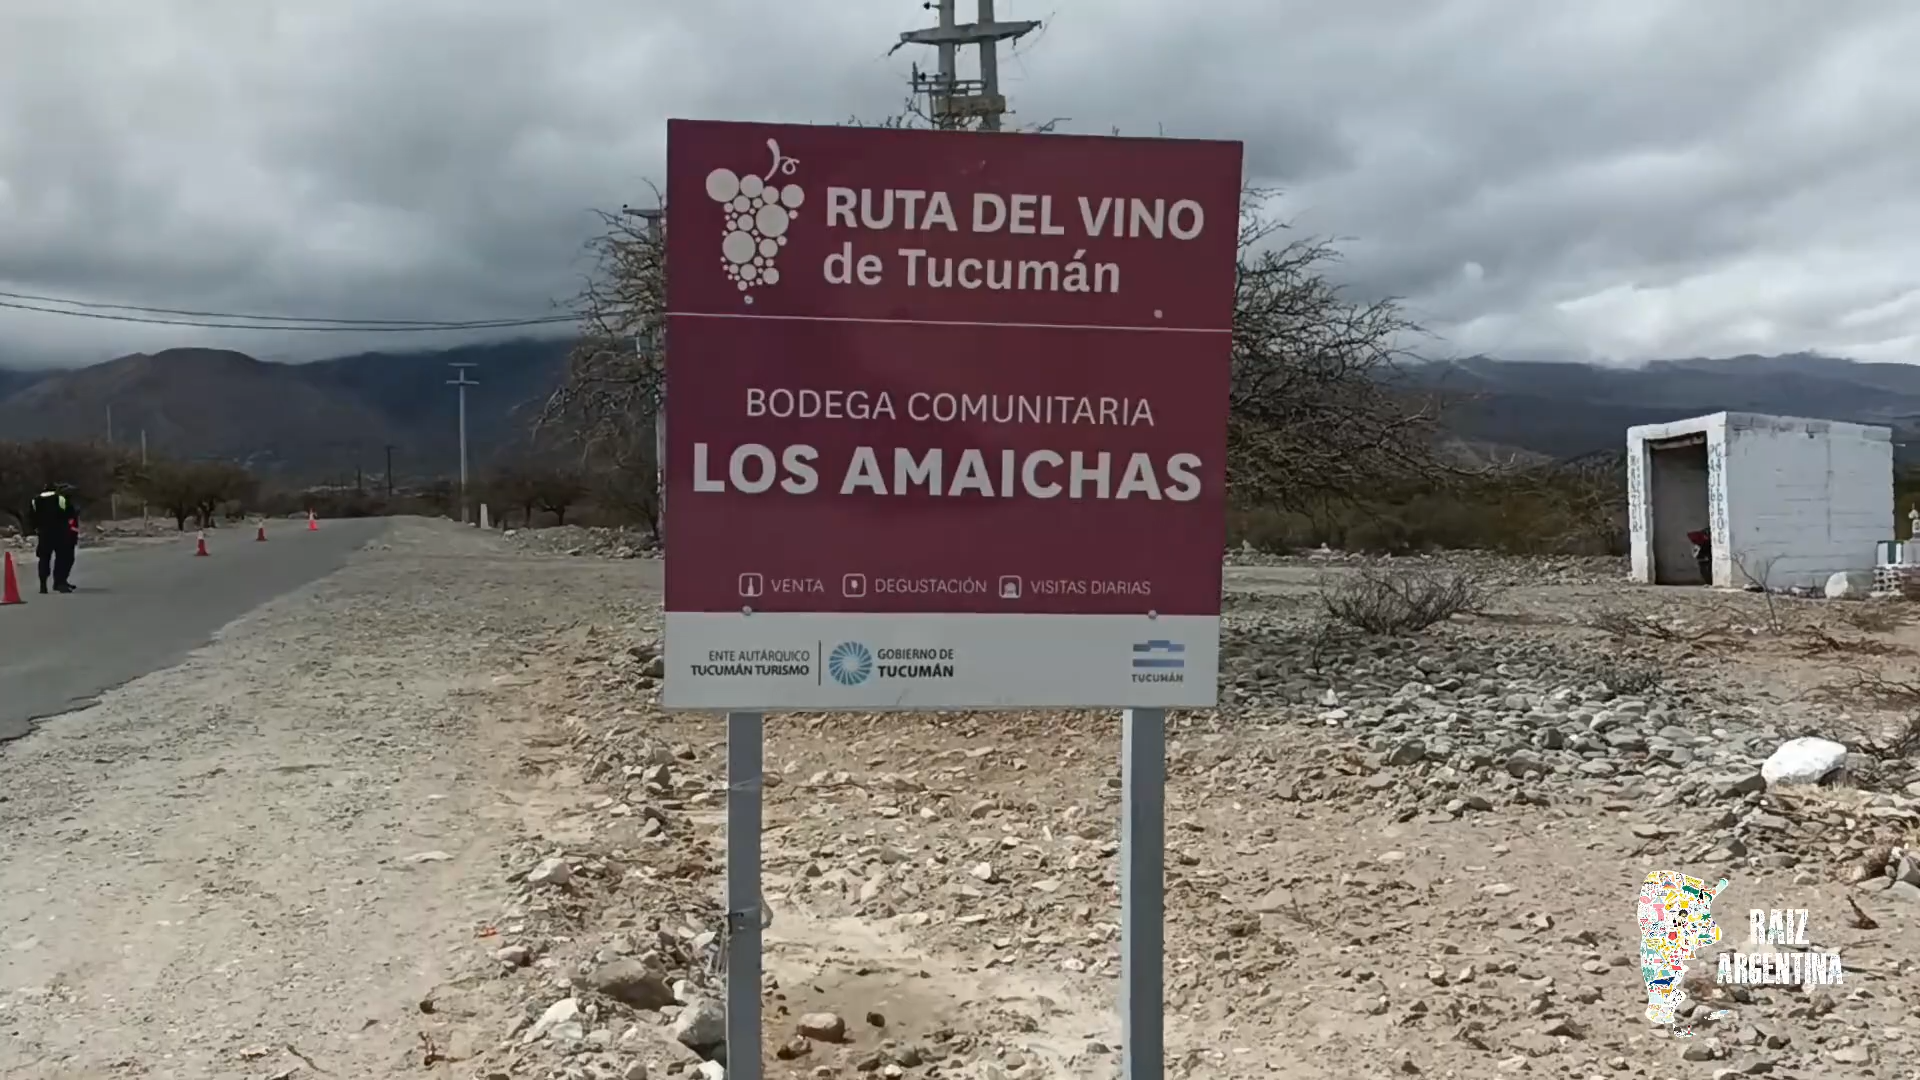 RUTA DEL VINO
de Tucumán
BODEGA COMUNITARIA
LOS AMAICHAS
VENTA DEGUSTACIÓN VISITAS DIARIAS
ENTE AUTÁRQUICO
TUCUMÁN TURISMO
GOBIERNO DE
TUCUMÁN
TUCUMÁN
RAIZ
ARGENTINA